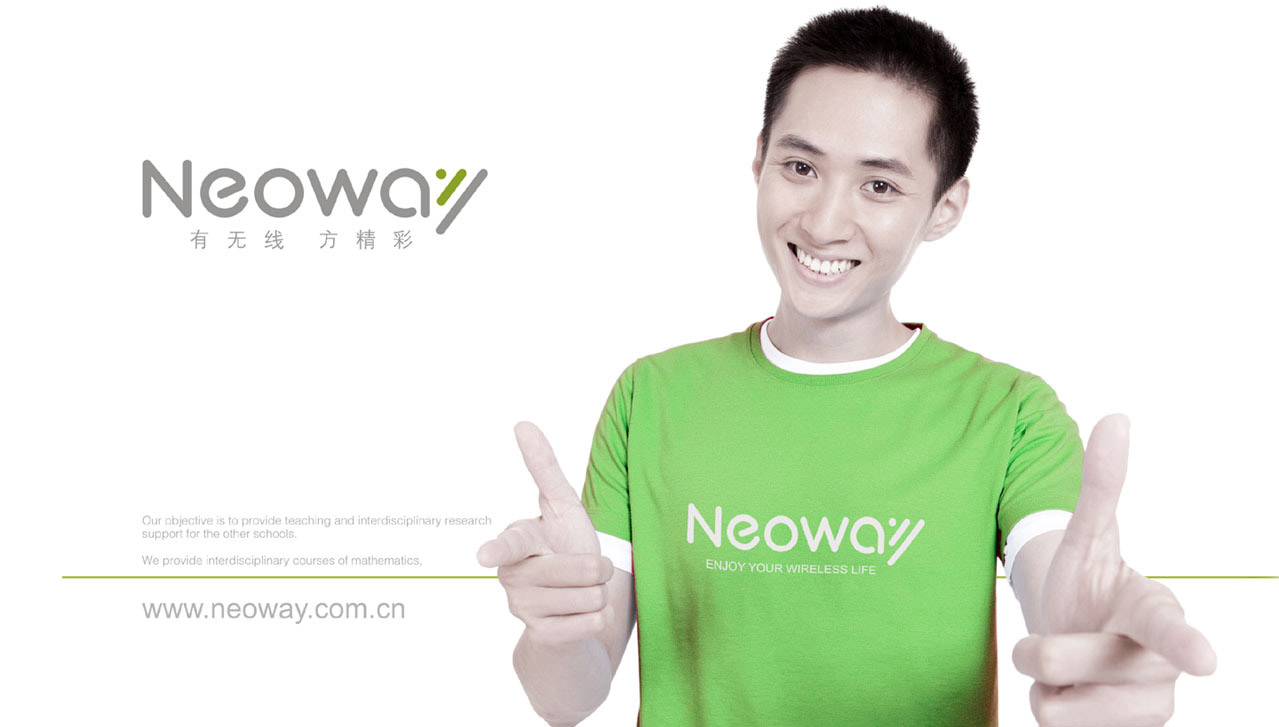 Neoway
有无线 方精彩
Our objective is to provide teaching and interdisciplinary research
support for the other schools.
We provide interdisciplinary courses of mathematics,
www.neoway.com.cn
Neoway
ENJOY YOUR WIRELESS LIFE